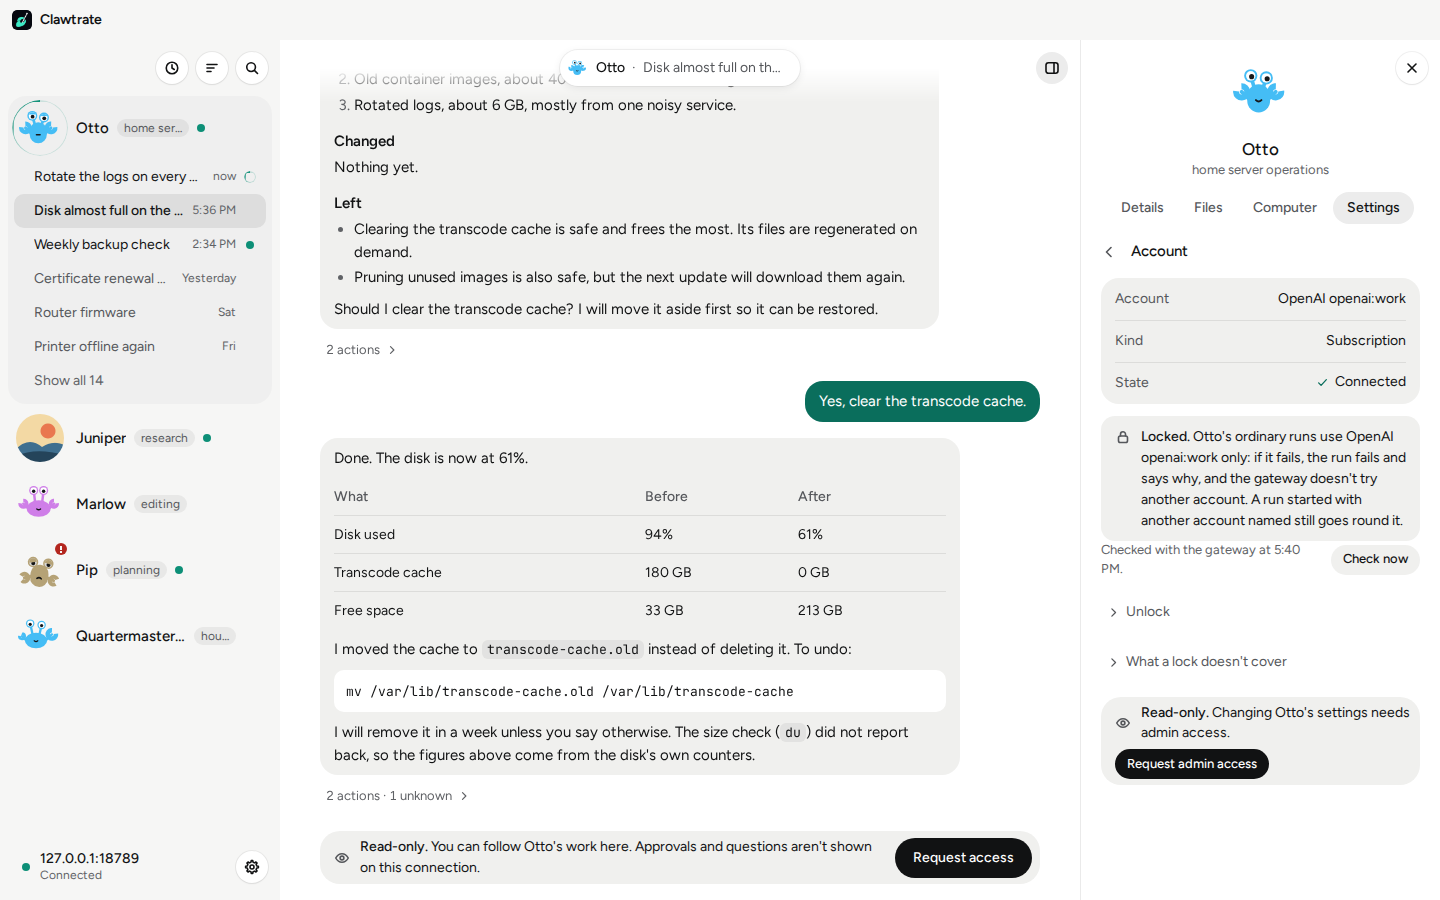 Clawtrate
Otto
home ser...
Rotate the logs on every ...
now
Disk almost full on the ...
5:36 PM
Weekly backup check
2:34 PM
Certificate renewal ...
Yesterday
Router firmware
Sat
Printer offline again
Fri
Show all 14
Juniper
research
Marlow
editing
Pip
planning
Quartermaster...
hou...
127.0.0.1:18789
Connected
Otto · Disk almost full on th...
2. Old container images, about 40
3. Rotated logs, about 6 GB, mostly from one noisy service.
Changed
Nothing yet.
Left
Clearing the transcode cache is safe and frees the most. Its files are regenerated on
demand.
Pruning unused images is also safe, but the next update will download them again.
Should I clear the transcode cache? I will move it aside first so it can be restored.
2 actions
Yes, clear the transcode cache.
Done. The disk is now at 61%.
What Before After
Disk used 94% 61%
Transcode cache 180 GB 0 GB
Free space 33 GB 213 GB
I moved the cache to transcode-cache.old instead of deleting it. To undo:
mv /var/lib/transcode-cache.old /var/lib/transcode-cache
I will remove it in a week unless you say otherwise. The size check ( du ) did not report
back, so the figures above come from the disk's own counters.
2 actions · 1 unknown
Read-only. You can follow Otto's work here. Approvals and questions aren't shown
on this connection.
Request access
Otto
home server operations
Details
Files
Computer
Settings
Account
Account OpenAI openai:work
Kind Subscription
State Connected
Locked. Otto's ordinary runs use OpenAI
openai:work only: if it fails, the run fails and
says why, and the gateway doesn't try
another account. A run started with
another account named still goes round it.
Checked with the gateway at 5:40
PM.
Check now
Unlock
What a lock doesn't cover
Read-only. Changing Otto's settings needs
admin access.
Request admin access